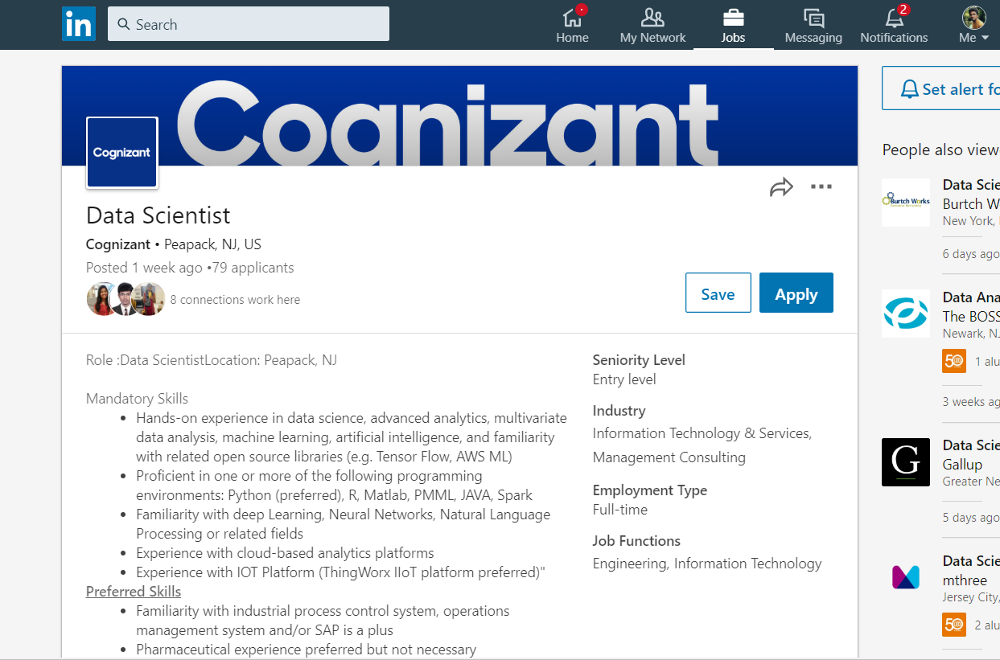 in
Search
Home
My Network
Jobs
Messaging
2
Notifications
Me
Cognizant
Cognizant
Data Scientist
Cognizant • Peapack, NJ, US
Posted 1 week ago •79 applicants
8 connections work here
Save
Apply
Role :Data ScientistLocation: Peapack, NJ
Mandatory Skills
• Hands-on experience in data science, advanced analytics, multivariate
data analysis, machine learning, artificial intelligence, and familiarity
with related open source libraries (e.g. Tensor Flow, AWS ML)
• Proficient in one or more of the following programming
environments: Python (preferred), R, Matlab, PMML, JAVA, Spark
• Familiarity with deep Learning, Neural Networks, Natural Language
Processing or related fields
• Experience with cloud-based analytics platforms
• Experience with IOT Platform (ThingWorx IIoT platform preferred)"
Preferred Skills
• Familiarity with industrial process control system, operations
management system and/or SAP is a plus
• Pharmaceutical experience preferred but not necessary
Seniority Level
Entry level
Industry
Information Technology & Services,
Management Consulting
Employment Type
Full-time
Job Functions
Engineering, Information Technology
Set alert fo
People also view
Burtch Works
Data Scie
Burtch W
New York,
6 days ago
Data Ana
The BOSS
Newark, N
50
1 alu
3 weeks ag
G
Data Scie
Gallup
Greater Ne
5 days ago
Data Scie
mthree
Jersey City,
50
2 alu